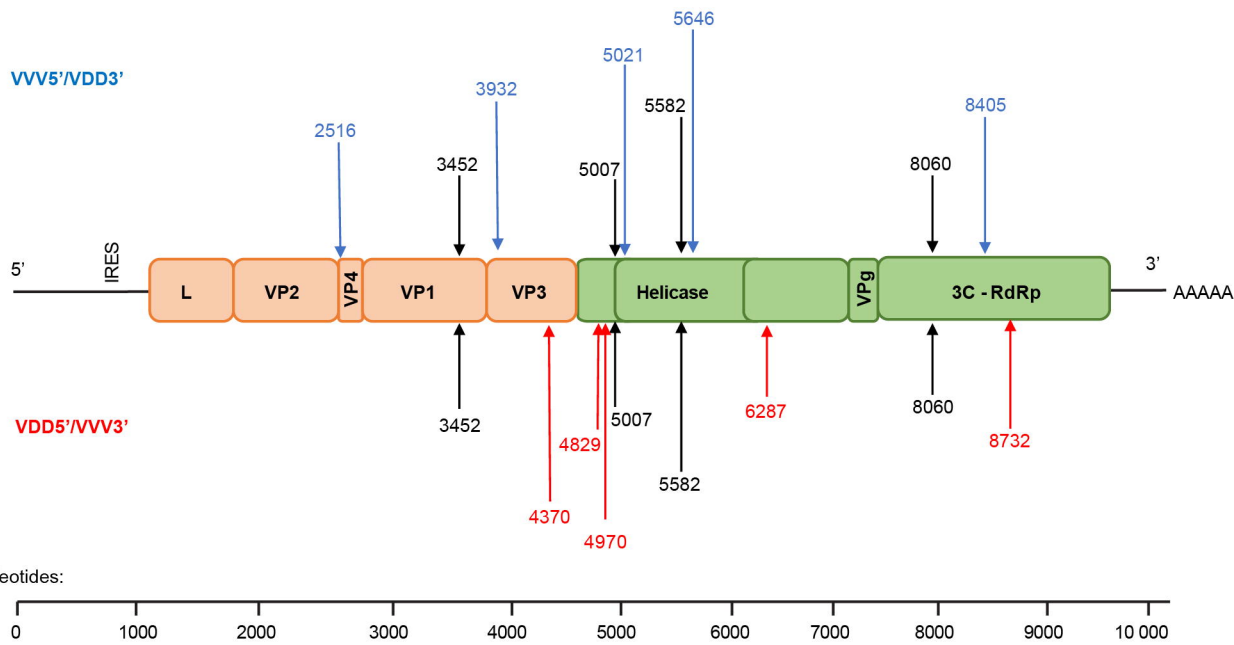 5646
5021
VVV5’/VDD3’
3932
5582
8405
2516
3452
5007
8060
IRES
5’
3’
L
VP2
VP4
VP1
VP3
Helicase
VPg
3C - RdRp
AAAAA
VDD5’/VVV3’
3452
5007
6287
8060
4829
8732
5582
4370
4970
eotides:
0 1000 2000 3000 4000 5000 6000 7000 8000 9000 10 000